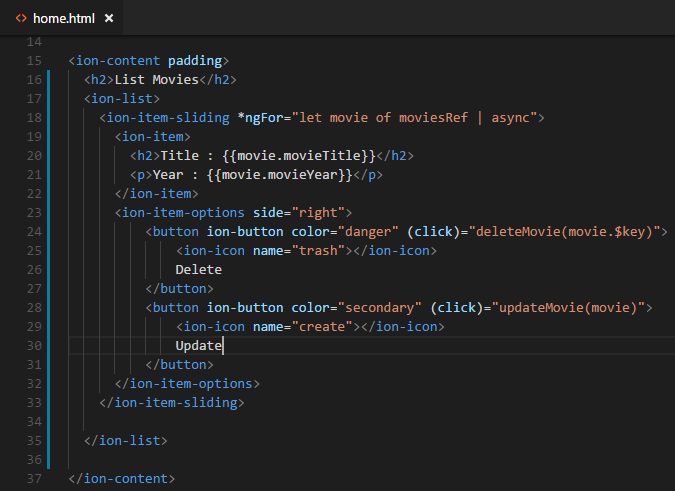 <> home.html ×
14
15 <ion-content padding>
16   <h2>List Movies</h2>
17   <ion-list>
18     <ion-item-sliding *ngFor="let movie of moviesRef | async">
19       <ion-item>
20         <h2>Title : {{movie.movieTitle}}</h2>
21         <p>Year : {{movie.movieYear}}</p>
22       </ion-item>
23       <ion-item-options side="right">
24           <button ion-button color="danger" (click)="deleteMovie(movie.$key)">
25               <ion-icon name="trash"></ion-icon>
26               Delete
27           </button>
28           <button ion-button color="secondary" (click)="updateMovie(movie)">
29               <ion-icon name="create"></ion-icon>
30               Update
31           </button>
32       </ion-item-options>
33     </ion-item-sliding>
34
35   </ion-list>
36
37 </ion-content>